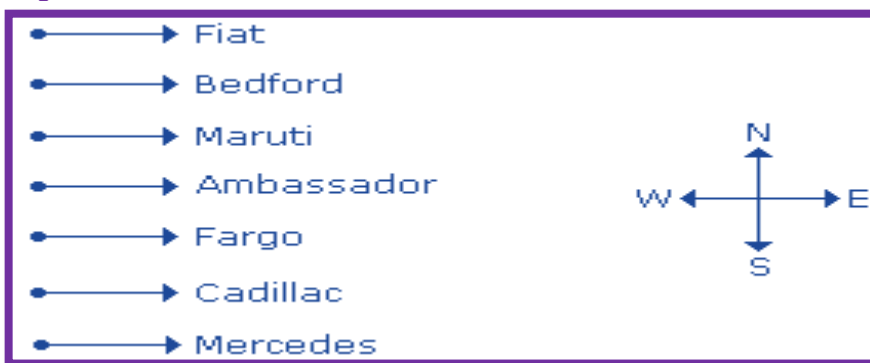 Fiat
Bedford
Maruti
N
Ambassador
W E
Fargo
S
Cadillac
Mercedes